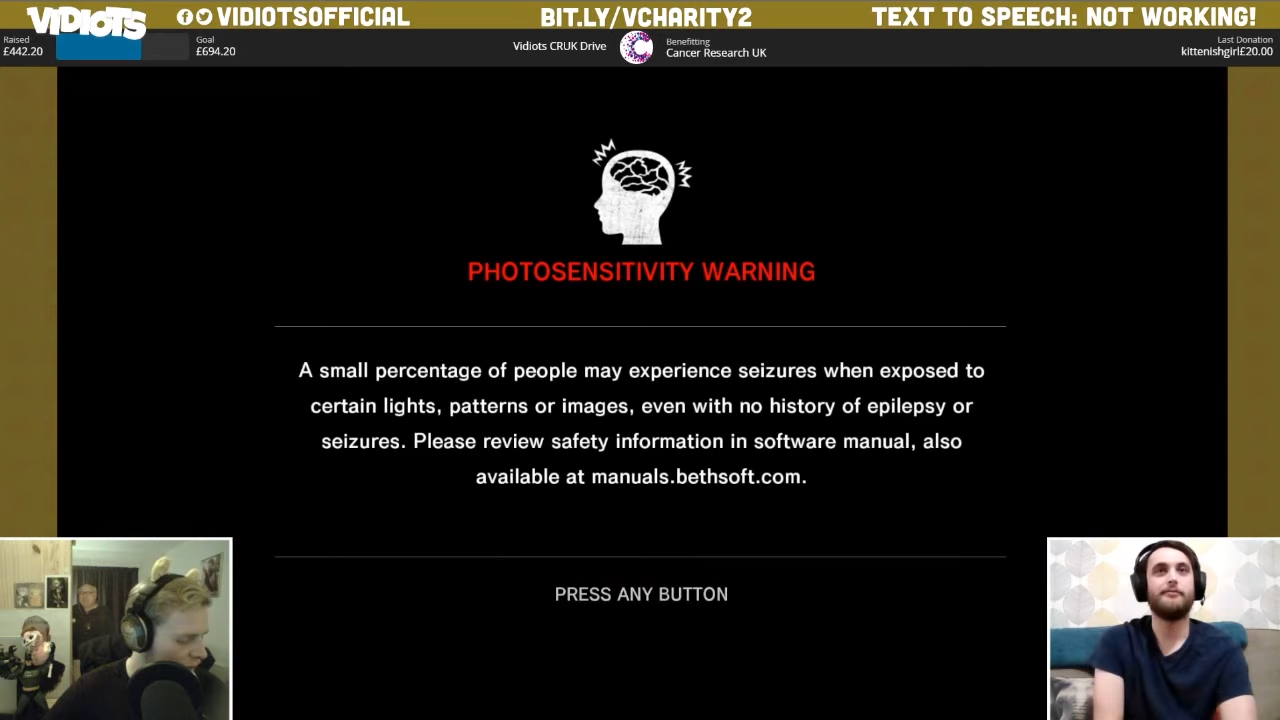 VIDIOTS
VIDIOTSOFFICIAL
BIT.LY/VCHARITY2
TEXT TO SPEECH: NOT WORKING!
Raised
£442.20
Goal
£694.20
Vidiots CRUK Drive
Benefitting
Cancer Research UK
Last Donation
kittenishgirl£20.00
PHOTOSENSITIVITY WARNING
A small percentage of people may experience seizures when exposed to
certain lights, patterns or images, even with no history of epilepsy or
seizures. Please review safety information in software manual, also
available at manuals.bethsoft.com.
PRESS ANY BUTTON